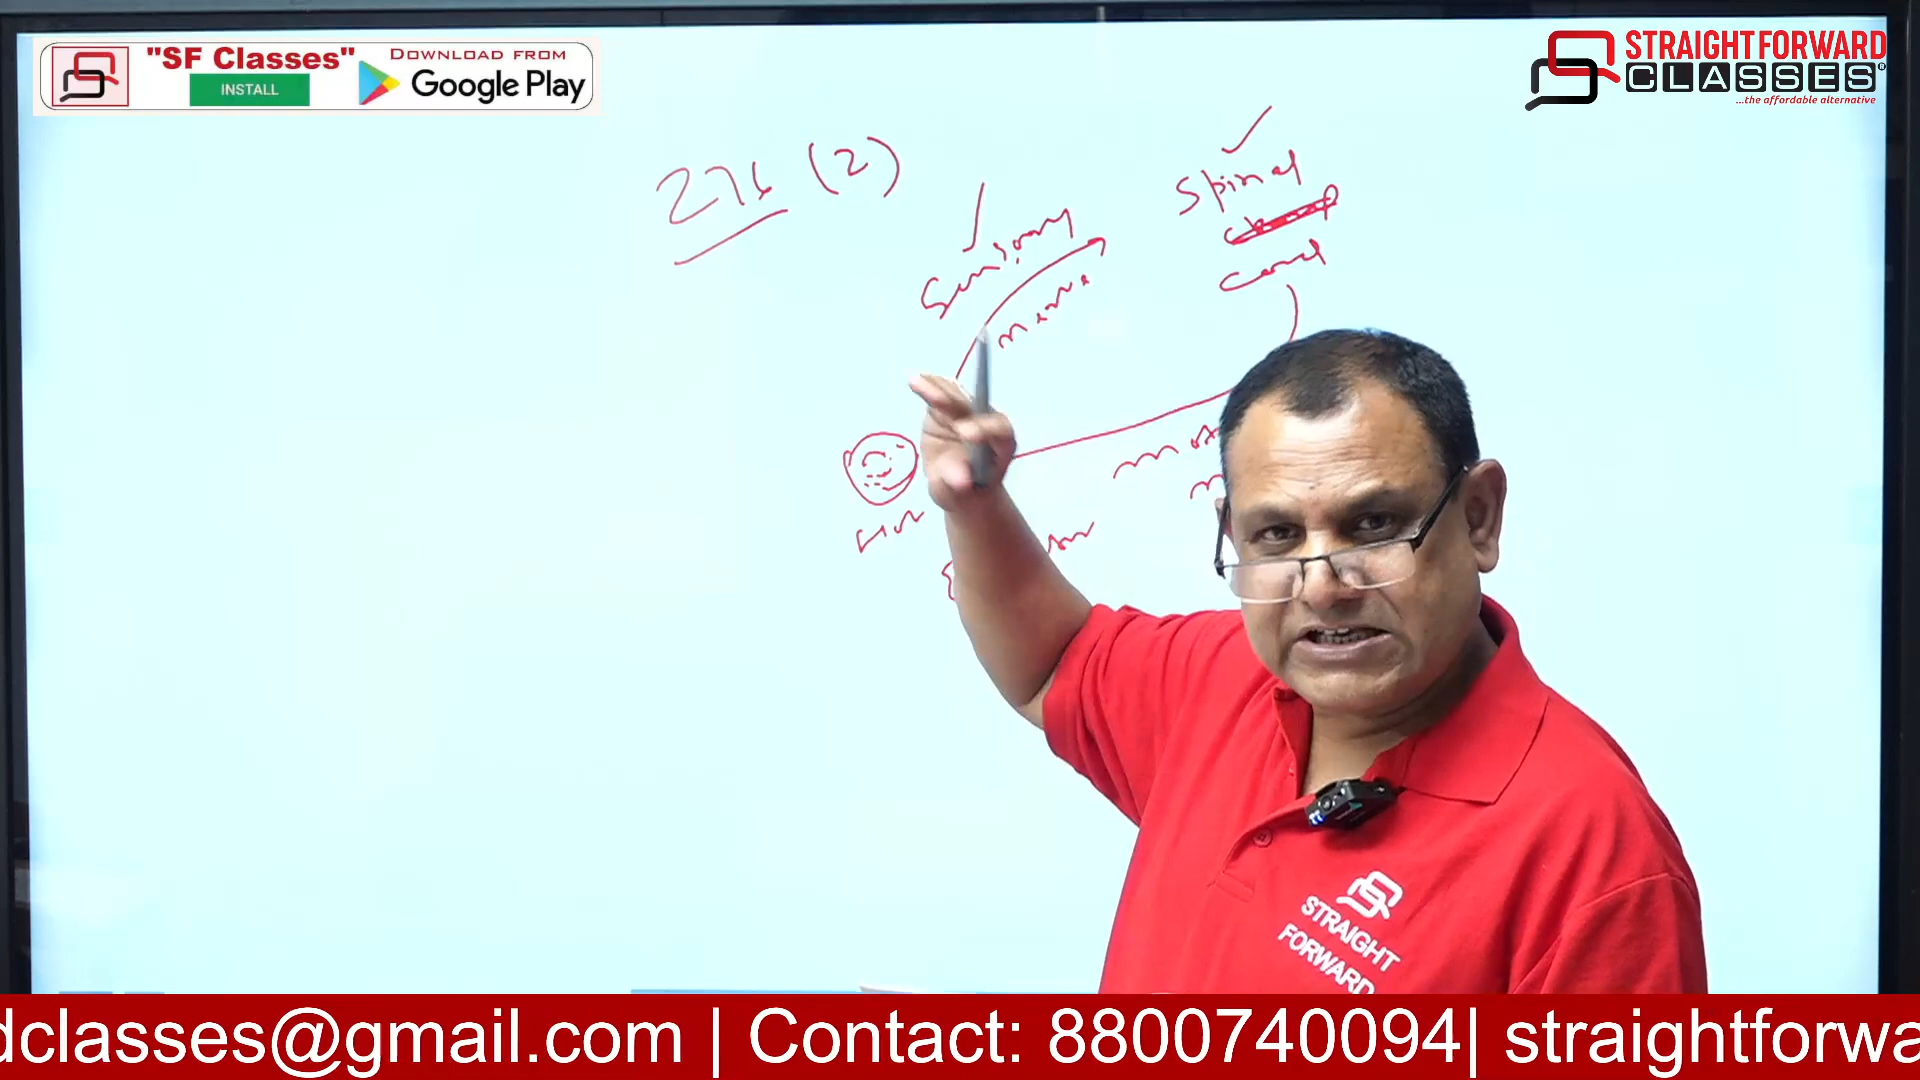 "SF Classes"
INSTALL
DOWNLOAD FROM
Google Play
STRAIGHT FORWARD
CLASSES®
...the affordable alternative
276 (2)
Spinal
Sensory
nerve
Hot
STRAIGHT
FORWARD
dclasses@gmail.com | Contact: 8800740094| straightforwa